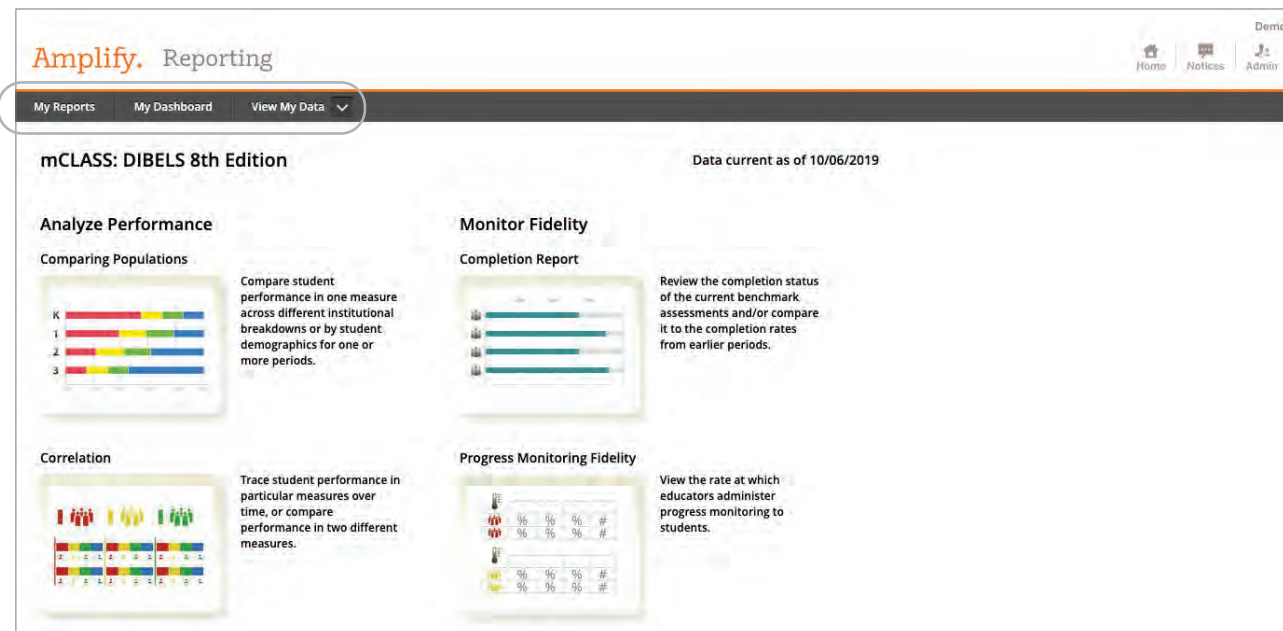 Demo
Amplify. Reporting
Home Notices Admin
My Reports My Dashboard View My Data
mCLASS: DIBELS 8th Edition
Data current as of 10/06/2019
Analyze Performance
Comparing Populations
K
1
2
3
Compare student
performance in one measure
across different institutional
breakdowns or by student
demographics for one or
more periods.
Correlation
Trace student performance in
particular measures over
time, or compare
performance in two different
measures.
Monitor Fidelity
Completion Report
Review the completion status
of the current benchmark
assessments and/or compare
it to the completion rates
from earlier periods.
Progress Monitoring Fidelity
% % % #
% % % #
% % % #
% % % #
View the rate at which
educators administer
progress monitoring to
students.